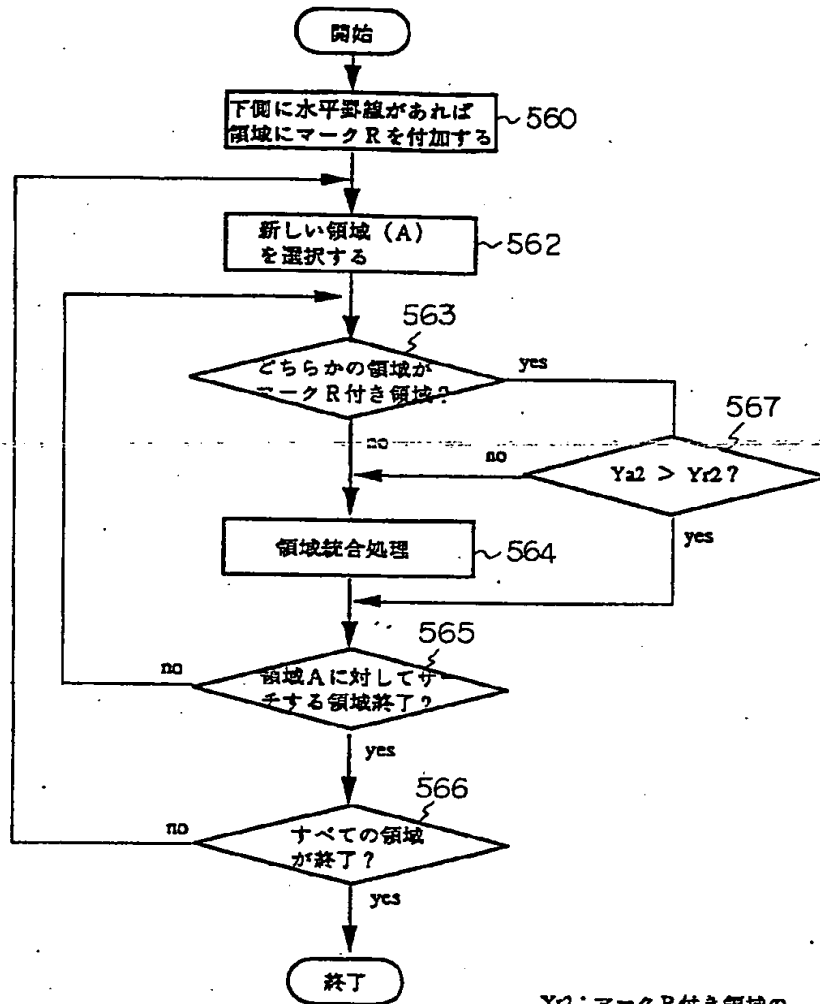 開始
下側に水平罫線があれば
領域にマークRを付加する
560
新しい領域（A）
を選択する
562
563
どちらかの領域が
マークR付き領域？
yes
no
567
no
Ya2 > Yr2？
yes
領域統合処理
564
565
no
領域Aに対してサ
チする領域終了？
yes
566
no
すべての領域
が終了？
yes
終了
Yr2：マークR付き領域の